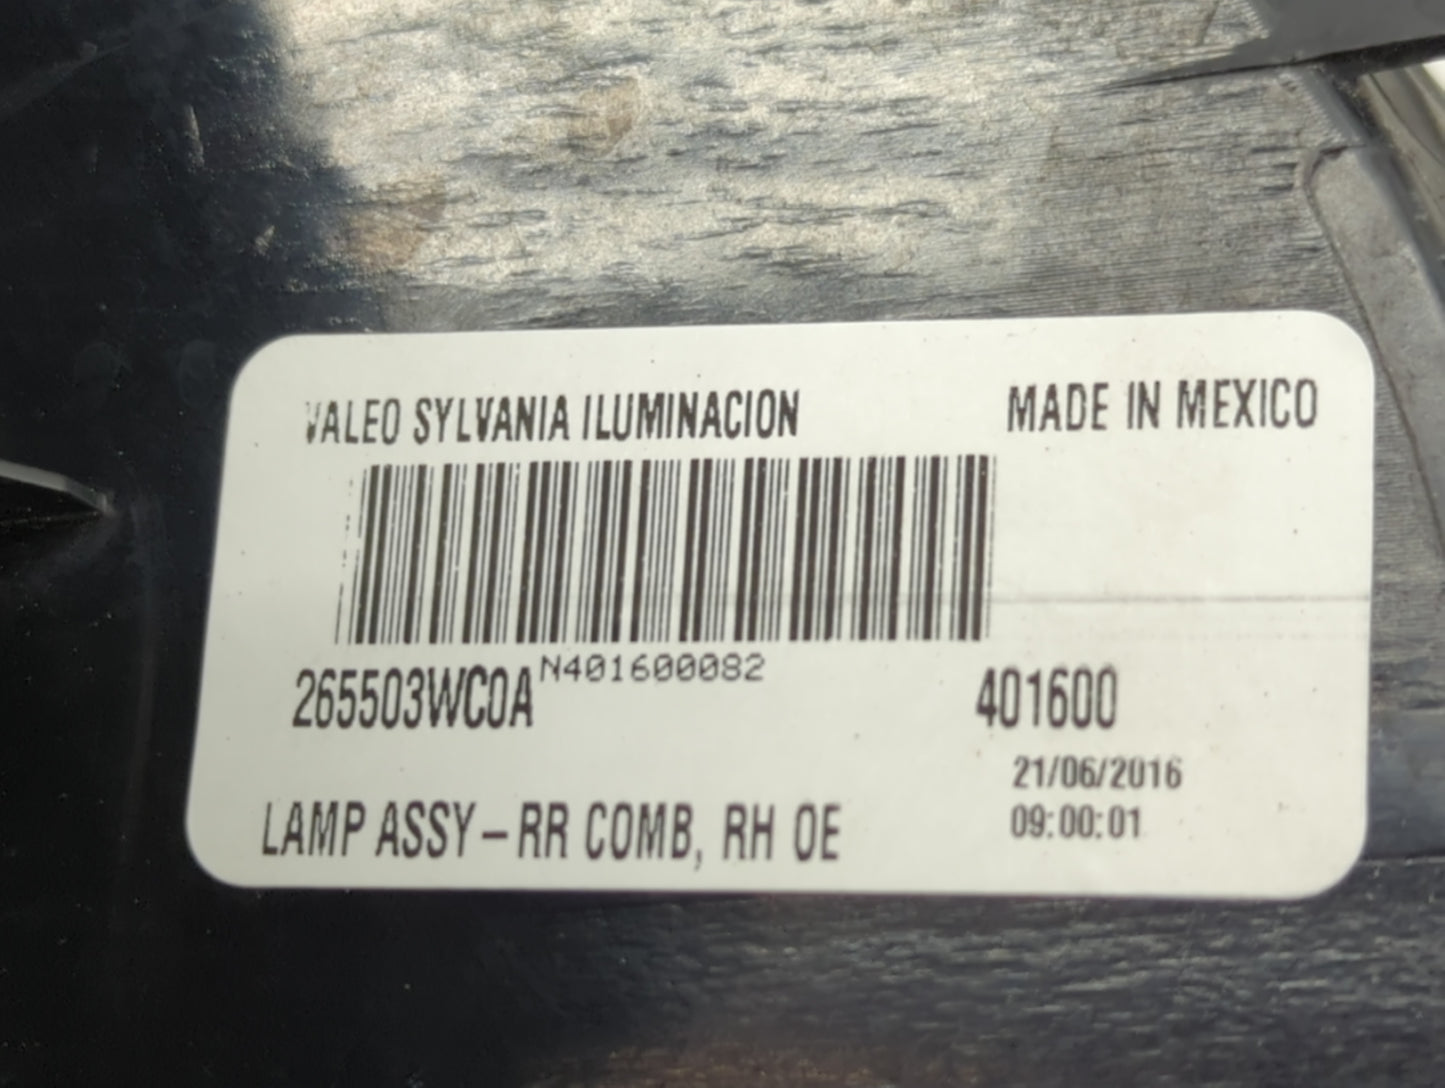 VALEO SYLVANIA ILUMINACION MADE IN MEXICO
265503WC0A N401600082 401600
21/06/2016
LAMP ASSY-RR COMB, RH OE 09:00:01